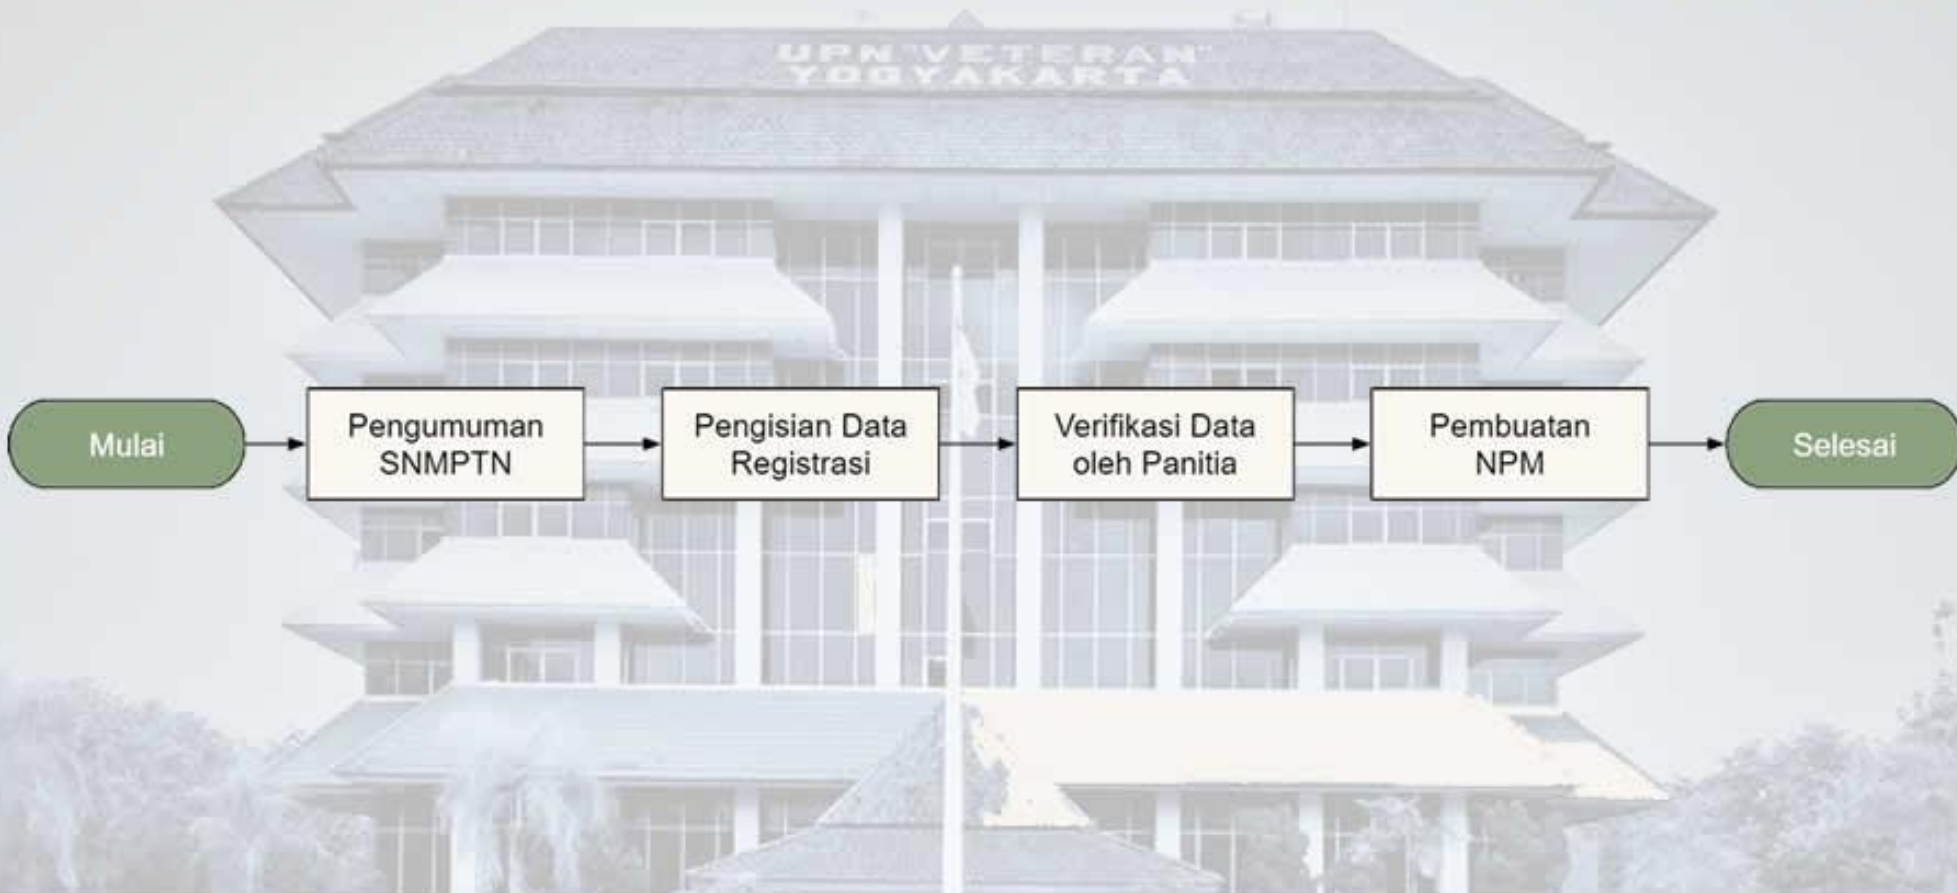 UPN "VETERAN"
YOGYAKARTA
Mulai
Pengumuman
SNMPTN
Pengisian Data
Registrasi
Verifikasi Data
oleh Panitia
Pembuatan
NPM
Selesai